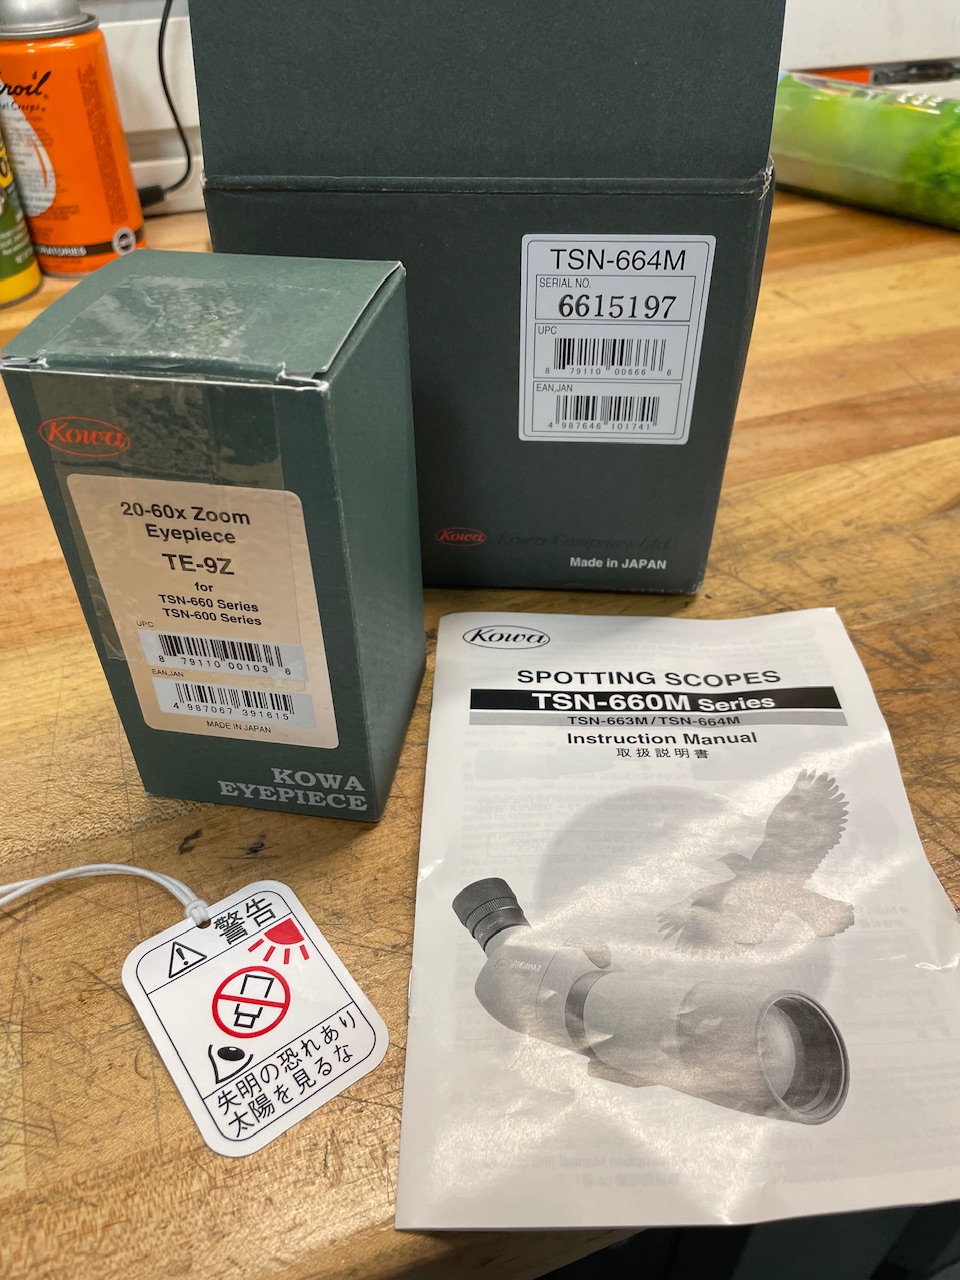 TSN-664M
SERIAL NO.
6615197
UPC
8 79110 00666 6
EAN,JAN
4 987646 101741
Kowa
Kowa Company Ltd.
Made in JAPAN
Kowa
20-60x Zoom
Eyepiece
TE-9Z
for
TSN-660 Series
TSN-600 Series
UPC
8 79110 00103 6
EAN,JAN
4 987067 391615
MADE IN JAPAN
KOWA
EYEPIECE
Kowa
SPOTTING SCOPES
TSN-660M Series
TSN-663M/TSN-664M
Instruction Manual
取扱説明書
警告
失明の恐れあり
太陽を見るな